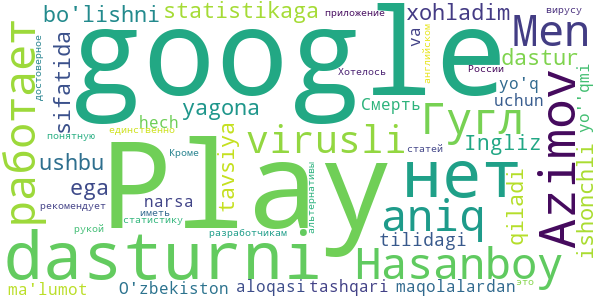 bo'lishni statistikaga приложение xohladim вирусу
google Men
достоверное sifatida va английском dastur
Хотелось России
работает yagona Смерть yo'q uchun
hech Гугл Azimov yo''qmi
понятную единственно virusli Ingliz
Кроме статей ishonchli
ushbu Play нет
ega tavsiya альтернативы aniq qiladi
рекомендует narsa
иметь
статистику
рукой разработчикам tilidagi
dasturni Hasanboy
ma'lumot O'zbekiston aloqasi tashqari maqolalardan это